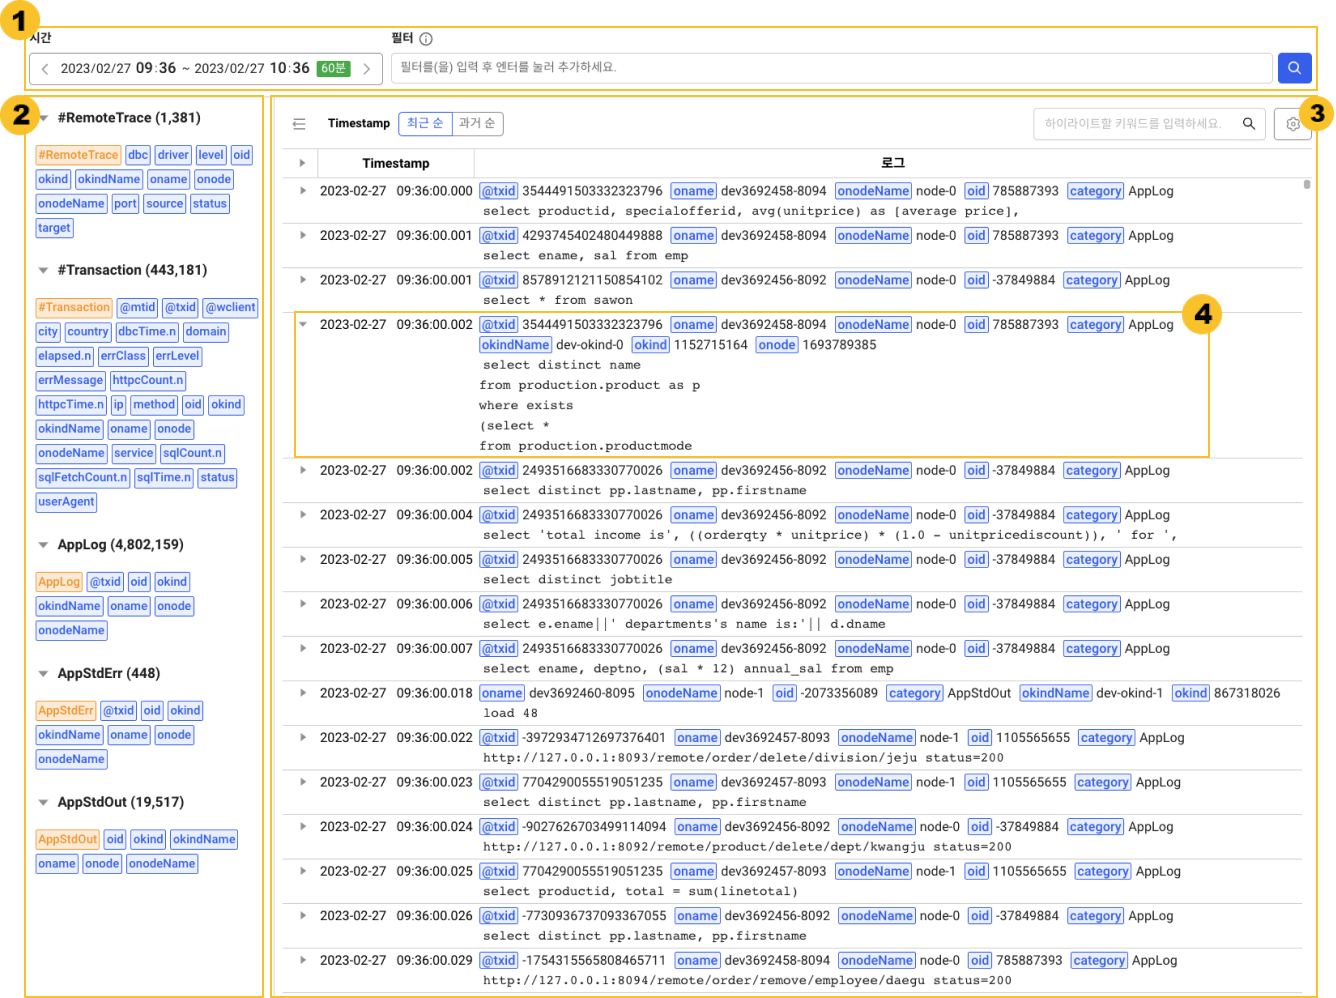 1
시간
필터
2023/02/27 09:36 ~ 2023/02/27 10:36 60분
필터를(을) 입력 후 엔터를 눌러 추가하세요.
2
#RemoteTrace (1,381)
#RemoteTrace dbc driver level oid
okind okindName oname onode
onodeName port source status
target
#Transaction (443,181)
#Transaction @mtid @txid @wclient
city country dbcTime.n domain
elapsed.n errClass errLevel
errMessage httpcCount.n
httpcTime.n ip method oid okind
okindName oname onode
onodeName service sqlCount.n
sqlFetchCount.n sqlTime.n status
userAgent
AppLog (4,802,159)
AppLog @txid oid okind
okindName oname onode
onodeName
AppStdErr (448)
AppStdErr @txid oid okind
okindName oname onode
onodeName
AppStdOut (19,517)
AppStdOut oid okind okindName
oname onode onodeName
3
Timestamp 최근 순 과거 순
하이라이트할 키워드를 입력하세요.
Timestamp 로그
2023-02-27 09:36:00.000 @txid 3544491503332323796 oname dev3692458-8094 onodeName node-0 oid 785887393 category AppLog
select productid, specialofferid, avg(unitprice) as [average price],
2023-02-27 09:36:00.001 @txid 4293745402480449888 oname dev3692458-8094 onodeName node-0 oid 785887393 category AppLog
select ename, sal from emp
2023-02-27 09:36:00.001 @txid 8578912121150854102 oname dev3692456-8092 onodeName node-0 oid -37849884 category AppLog
select * from sawon
4
2023-02-27 09:36:00.002 @txid 3544491503332323796 oname dev3692458-8094 onodeName node-0 oid 785887393 category AppLog
okindName dev-okind-0 okind 1152715164 onode 1693789385
select distinct name
from production.product as p
where exists
(select *
from production.productmode
2023-02-27 09:36:00.002 @txid 2493516683330770026 oname dev3692456-8092 onodeName node-0 oid -37849884 category AppLog
select distinct pp.lastname, pp.firstname
2023-02-27 09:36:00.004 @txid 2493516683330770026 oname dev3692456-8092 onodeName node-0 oid -37849884 category AppLog
select 'total income is', ((orderqty * unitprice) * (1.0 - unitpricediscount)), ' for ',
2023-02-27 09:36:00.005 @txid 2493516683330770026 oname dev3692456-8092 onodeName node-0 oid -37849884 category AppLog
select distinct jobtitle
2023-02-27 09:36:00.006 @txid 2493516683330770026 oname dev3692456-8092 onodeName node-0 oid -37849884 category AppLog
select e.ename||' departments's name is:'|| d.dname
2023-02-27 09:36:00.007 @txid 2493516683330770026 oname dev3692456-8092 onodeName node-0 oid -37849884 category AppLog
select ename, deptno, (sal * 12) annual_sal from emp
2023-02-27 09:36:00.018 oname dev3692460-8095 onodeName node-1 oid -2073356089 category AppStdOut okindName dev-okind-1 okind 867318026
load 48
2023-02-27 09:36:00.022 @txid -3972934712697376401 oname dev3692457-8093 onodeName node-1 oid 1105565655 category AppLog
http://127.0.0.1:8093/remote/order/delete/division/jeju status=200
2023-02-27 09:36:00.023 @txid 7704290055519051235 oname dev3692457-8093 onodeName node-1 oid 1105565655 category AppLog
select distinct pp.lastname, pp.firstname
2023-02-27 09:36:00.024 @txid -9027626703499114094 oname dev3692456-8092 onodeName node-0 oid -37849884 category AppLog
http://127.0.0.1:8092/remote/product/delete/dept/kwangju status=200
2023-02-27 09:36:00.025 @txid 7704290055519051235 oname dev3692457-8093 onodeName node-1 oid 1105565655 category AppLog
select productid, total = sum(linetotal)
2023-02-27 09:36:00.026 @txid -7730936737093367055 oname dev3692456-8092 onodeName node-0 oid -37849884 category AppLog
select distinct pp.lastname, pp.firstname
2023-02-27 09:36:00.029 @txid -1754315565808465711 oname dev3692458-8094 onodeName node-0 oid 785887393 category AppLog
http://127.0.0.1:8094/remote/order/remove/employee/daegu status=200